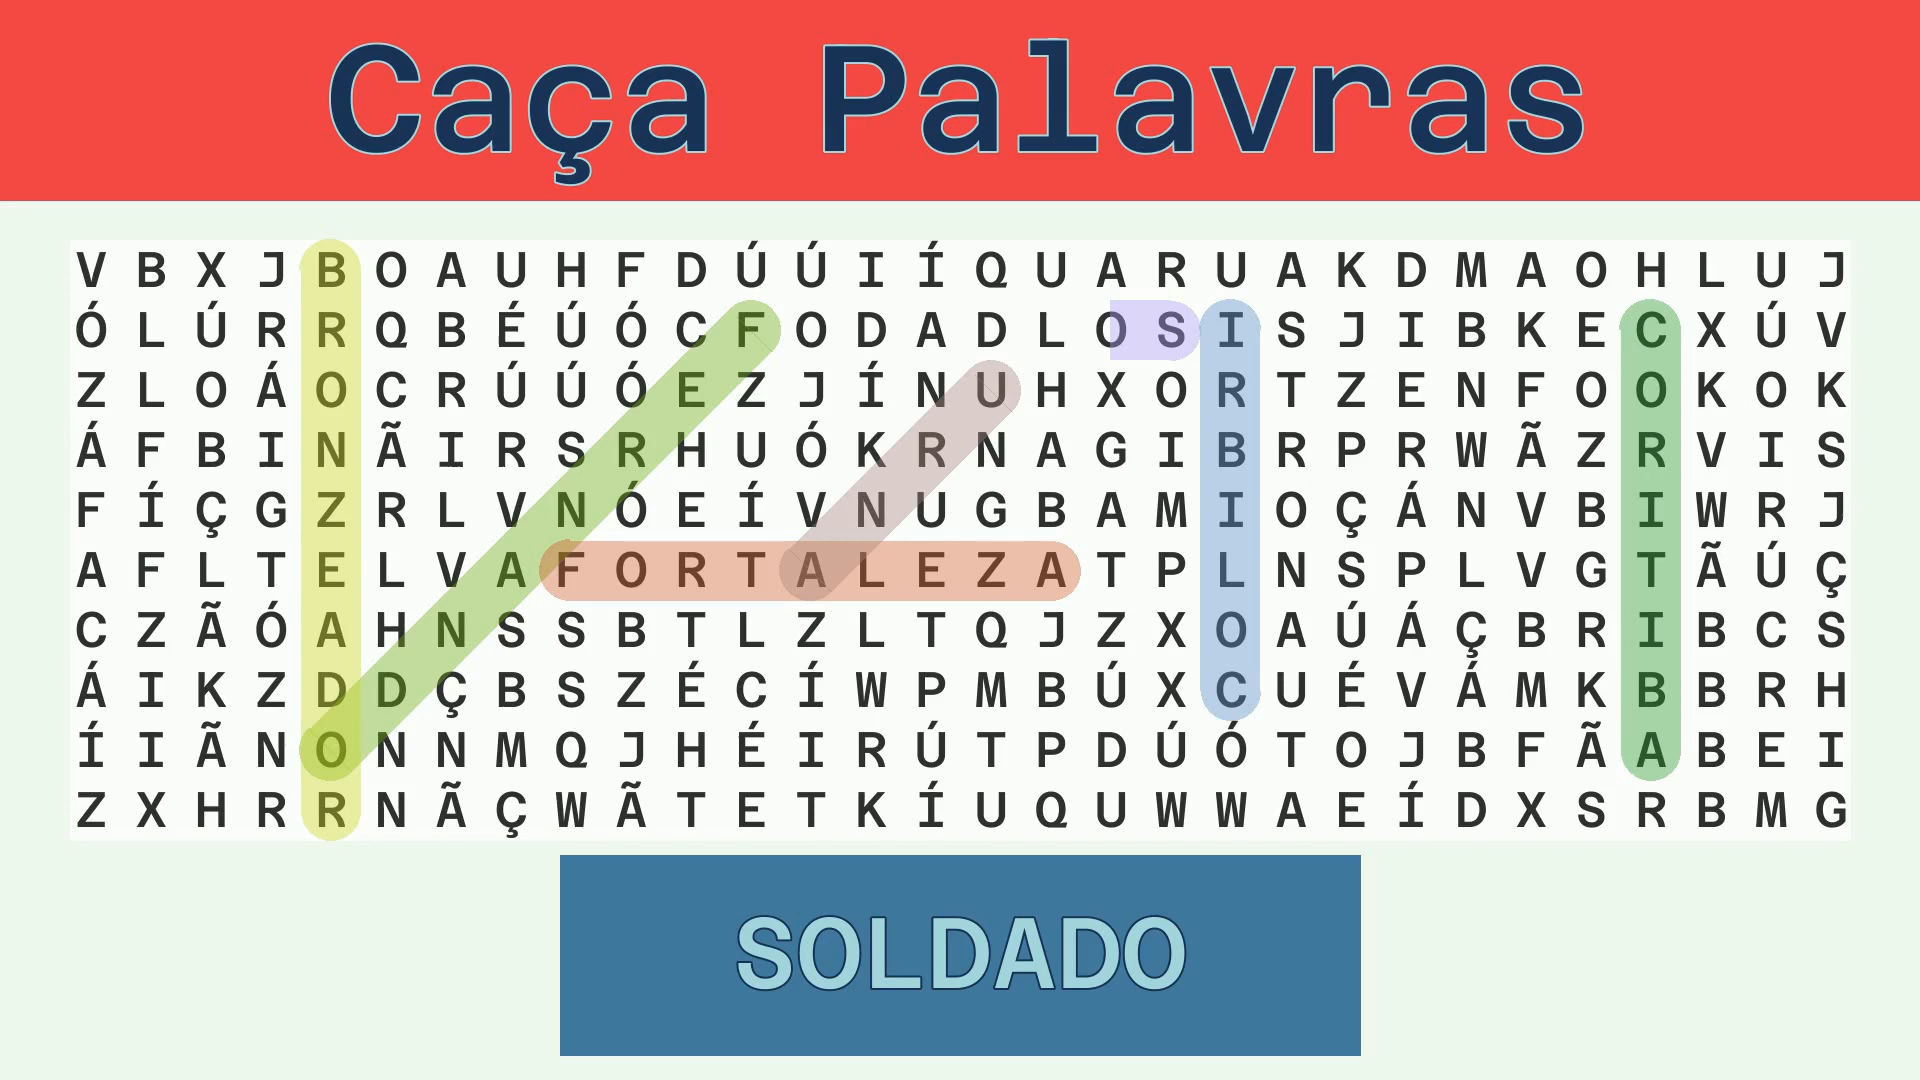 Caça Palavras
V B X J B O A U H F D Ú Ú I Í Q U A R U A K D M A O H L U J
Ó L Ú R R Q B É Ú Ó C F O D A D L O S I S J I B K E C X Ú V
Z L O Á O C R Ú Ú Ó E Z J Í N U H X O R T Z E N F O O K O K
Á F B I N Ã I R S R H U Ó K R N A G I B R P R W Ã Z R V I S
F Í Ç G Z R L V N Ó E Í V N U G B A M I O Ç Á N V B I W R J
A F L T E L V A F O R T A L E Z A T P L N S P L V G T Ã Ú Ç
C Z Ã Ó A H N S S B T L Z L T Q J Z X O A Ú Á Ç B R I B C S
Á I K Z D D Ç B S Z É C Í W P M B Ú X C U É V Á M K B B R H
Í I Ã N O N N M Q J H É I R Ú T P D Ú Ó T O J B F Ã A B E I
Z X H R R N Ã Ç W Ã T E T K Í U Q U W W A E Í D X S R B M G
SOLDADO